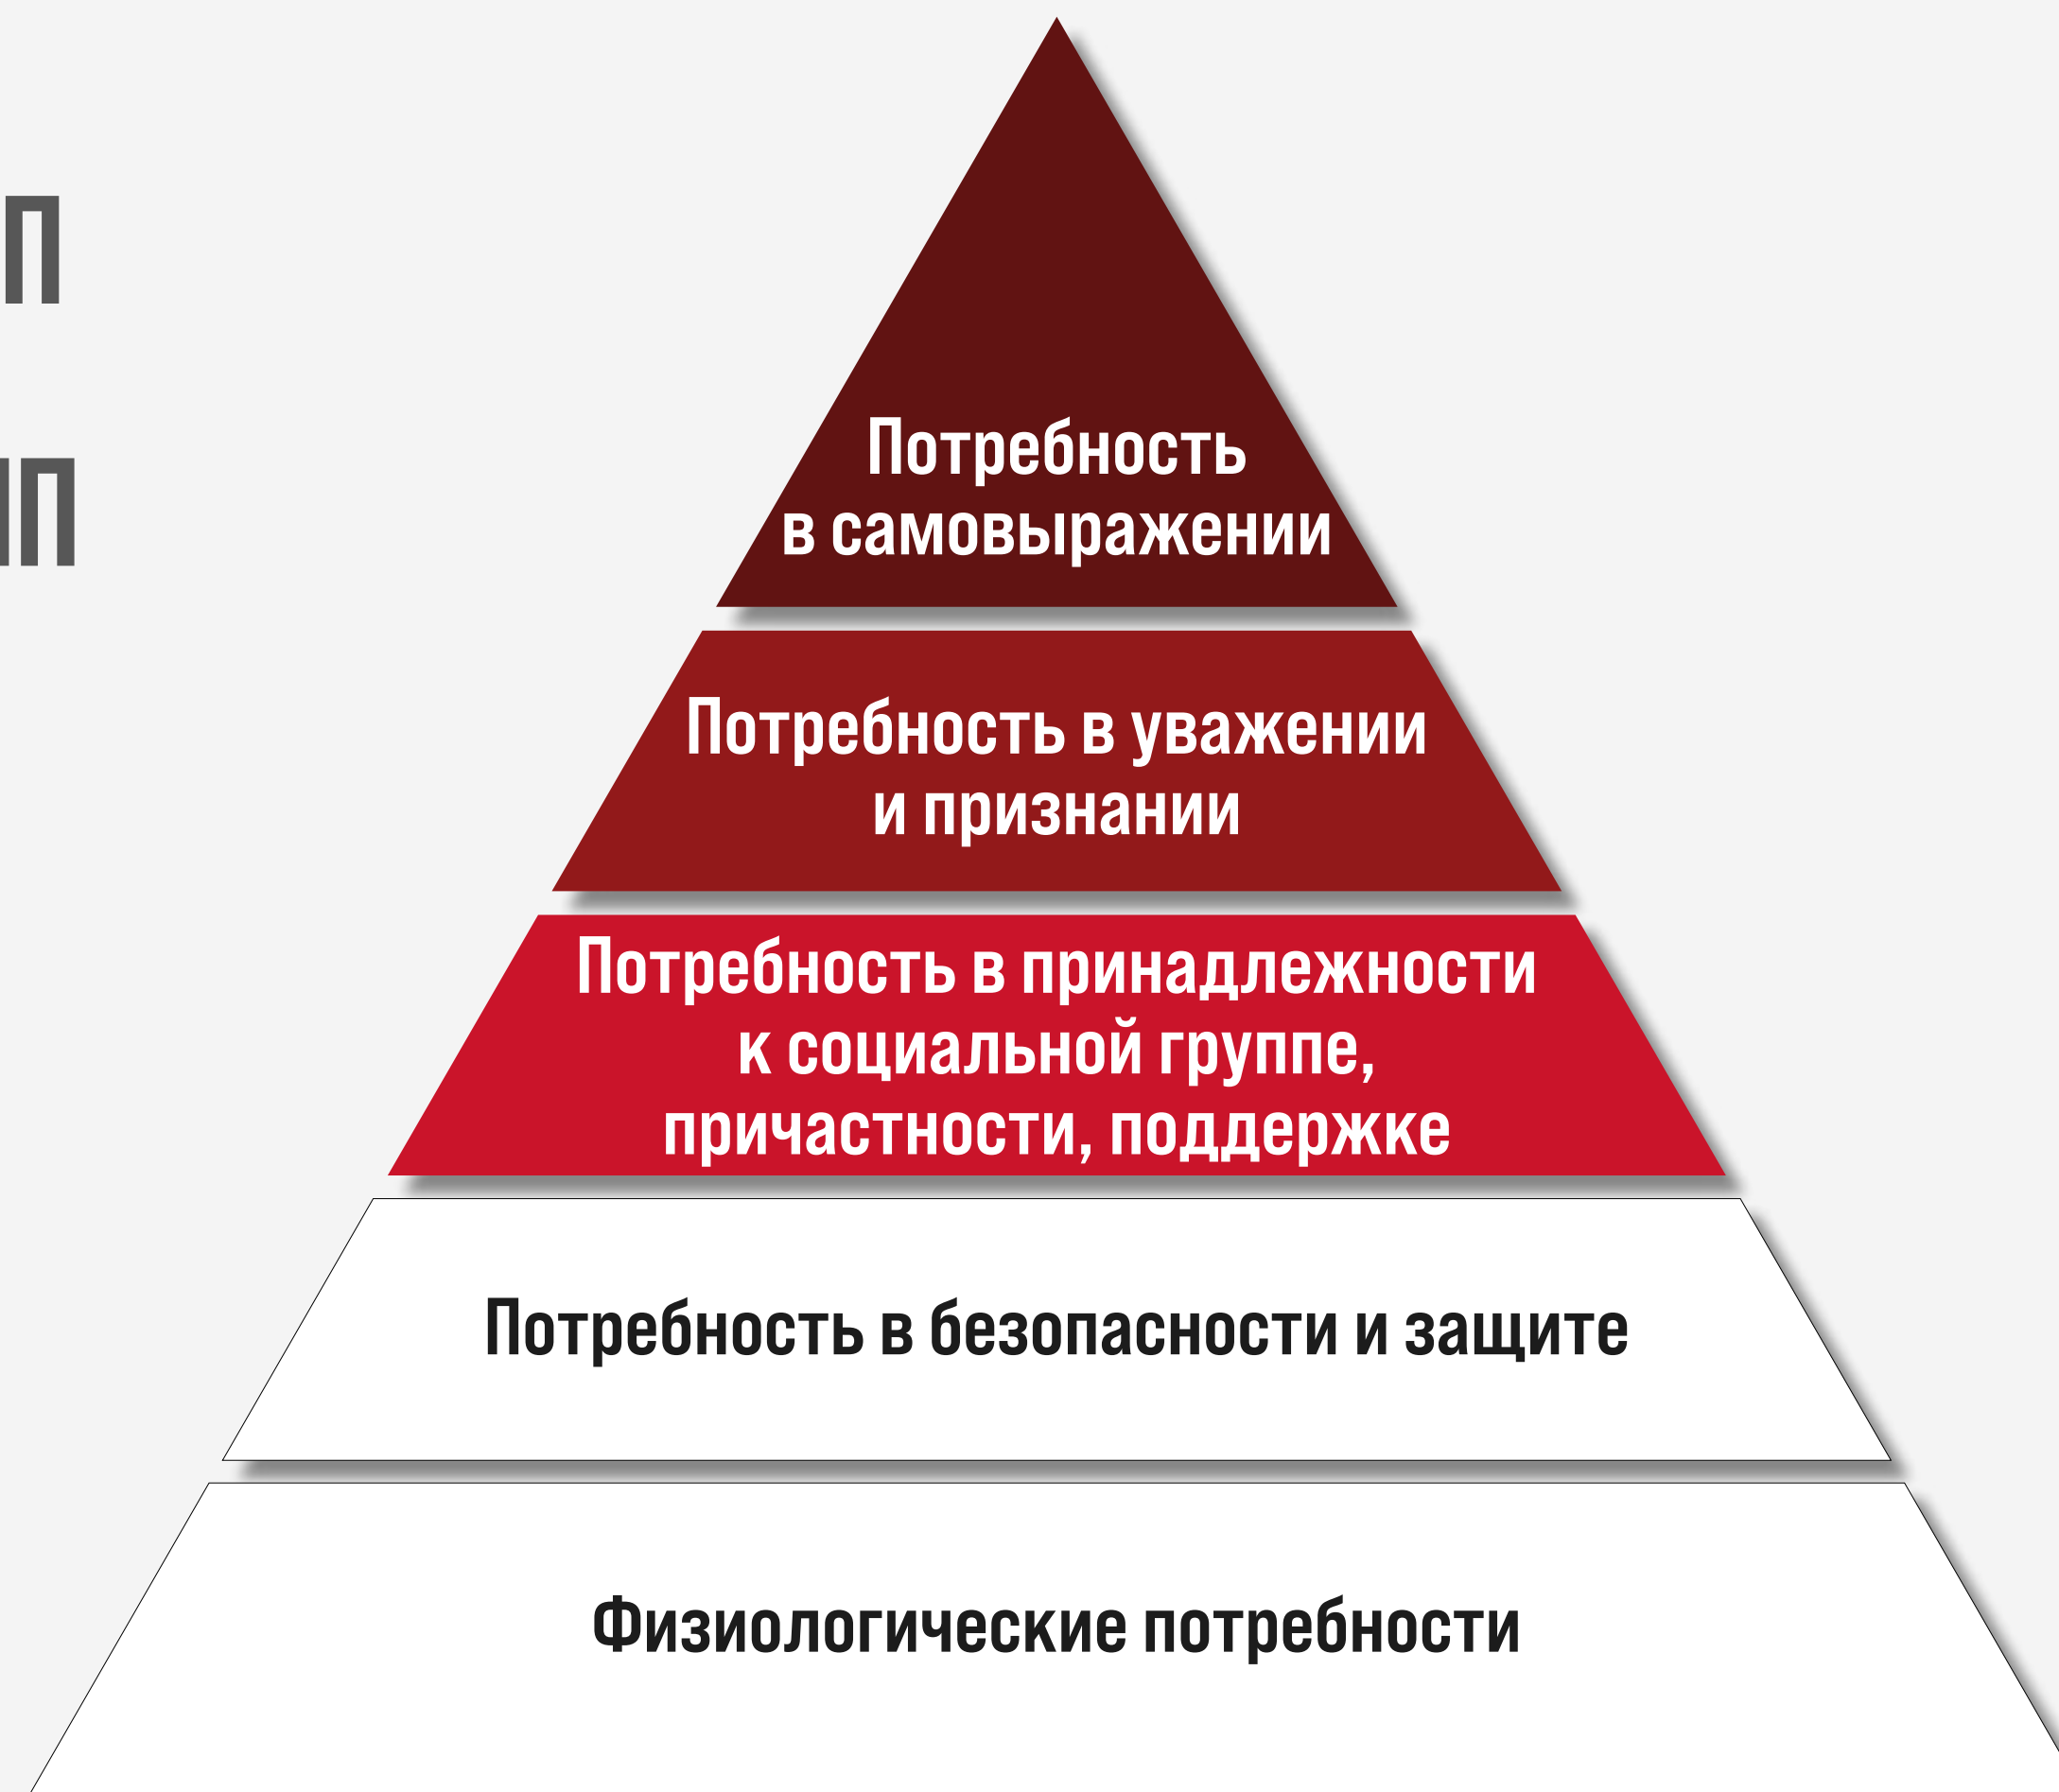 Потребность
в самовыражении
Потребность в уважении
и признании
Потребность в принадлежности
к социальной группе,
причастности, поддержке
Потребность в безопасности и защите
Физиологические потребности